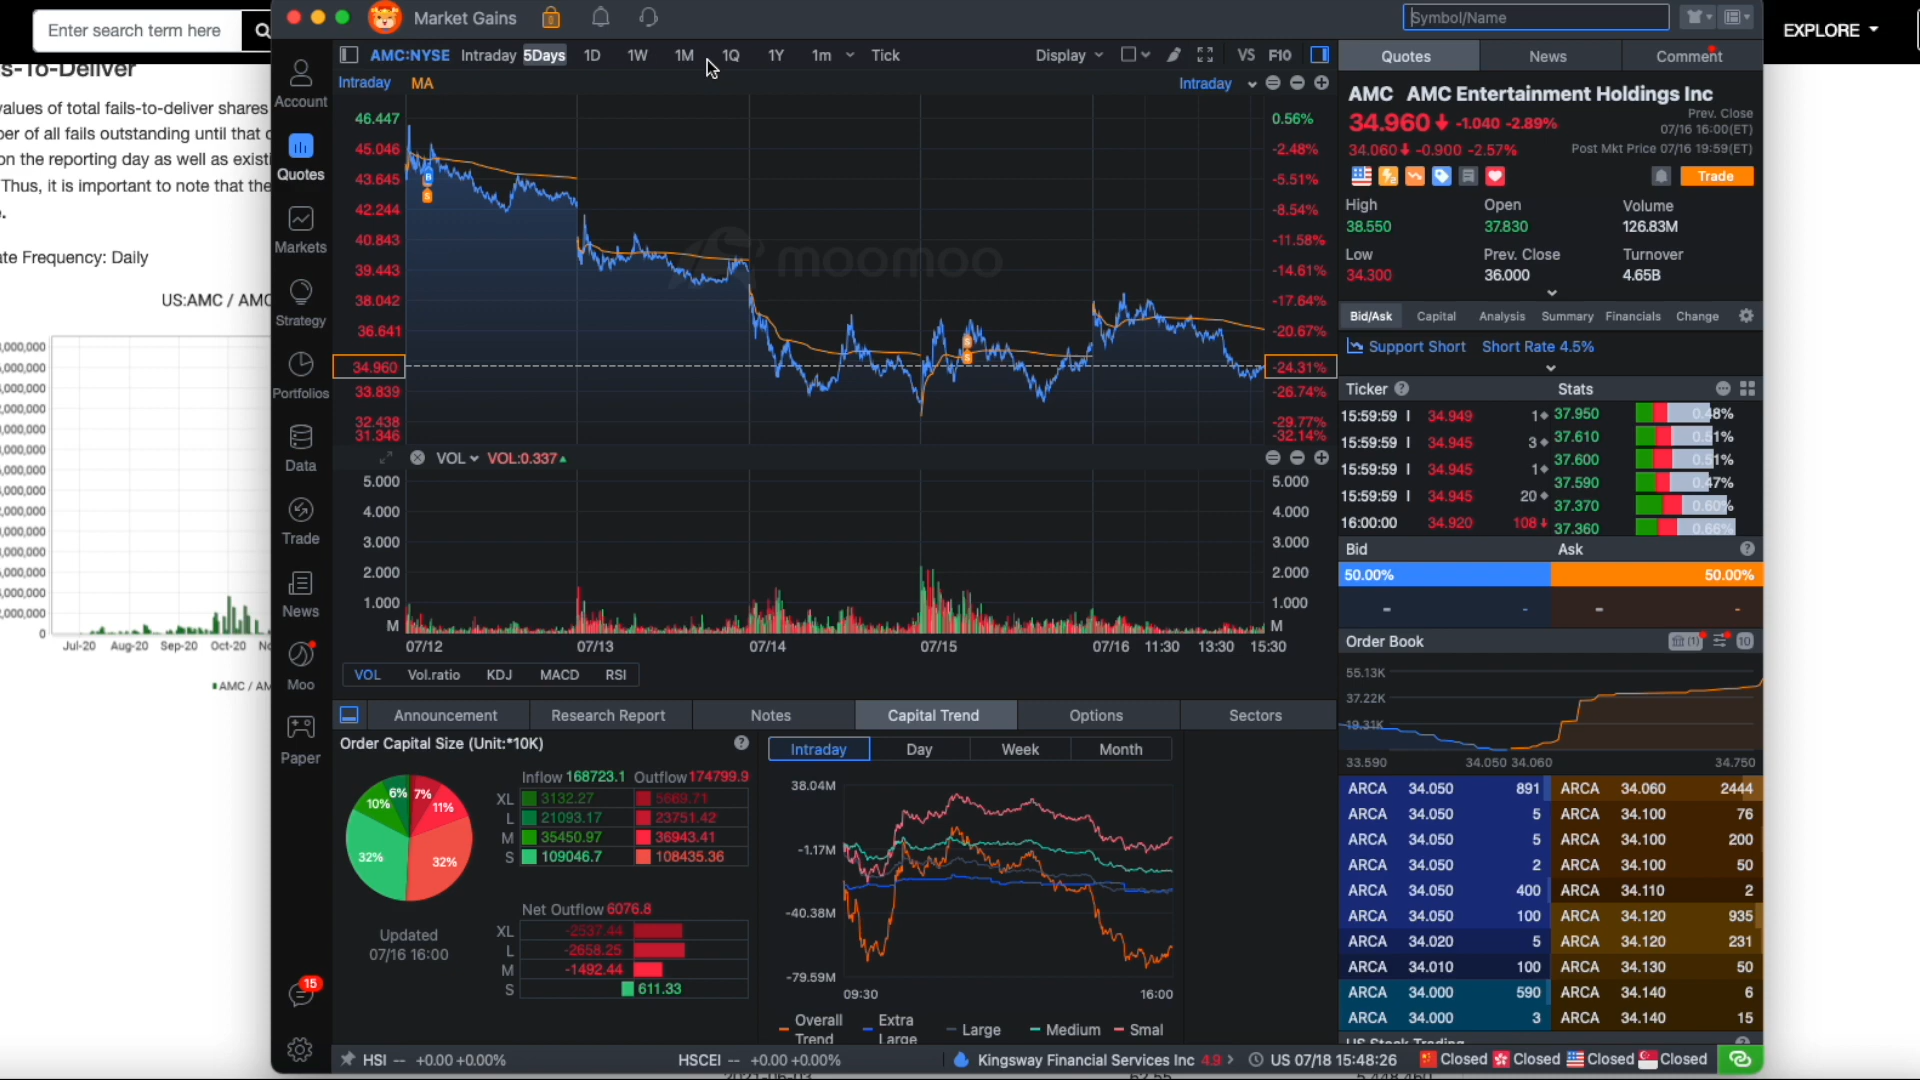 Enter search term here
EXPLORE
s-To-Deliver
values of total fails-to-deliver shares
ber of all fails outstanding until that
on the reporting day as well as exist
Thus, it is important to note that the
ate Frequency: Daily
US:AMC / AMC
Jul-20 Aug-20 Sep-20 Oct-20
Market Gains
Symbol/Name
AMC:NYSE Intraday 5Days 1D 1W 1M 1Q 1Y 1m Tick
Display VS F10
Intraday MA
Intraday
Account
Quotes
Markets
Strategy
Portfolios
Data
Trade
News
Moo
Paper
15
46.447 0.56%
45.046 -2.48%
43.645 -5.51%
42.244 -8.54%
40.843 -11.58%
39.443 -14.61%
38.042 -17.64%
36.641 -20.67%
34.960 -24.31%
33.839 -26.74%
32.438 -29.77%
31.346 -32.14%
moomoo
VOL VOL:0.337
5.000 5.000
4.000 4.000
3.000 3.000
2.000 2.000
1.000 1.000
M M
07/12 07/13 07/14 07/15 07/16 11:30 13:30 15:30
VOL Vol.ratio KDJ MACD RSI
Announcement Research Report Notes Capital Trend Options Sectors
Order Capital Size (Unit:*10K)
10% 6% 7% 11%
32% 32%
Updated
07/16 16:00
Inflow 168723.1 Outflow 174799.9
XL 3132.27 5669.71
L 21093.17 23751.42
M 35450.97 36943.41
S 109046.7 108435.36
Net Outflow 6076.8
XL -2537.44
L -2658.25
M -1492.44
S 611.33
Intraday Day Week Month
38.04M
-1.17M
-40.38M
-79.59M
09:30 16:00
Overall Trend
Extra Large
Large
Medium
Smal
Quotes News Comment
AMC AMC Entertainment Holdings Inc
34.960 -1.040 -2.89%
Prev. Close
07/16 16:00(ET)
34.060 -0.900 -2.57% Post Mkt Price 07/16 19:59(ET)
Trade
High Open Volume
38.550 37.830 126.83M
Low Prev. Close Turnover
34.300 36.000 4.65B
Bid/Ask Capital Analysis Summary Financials Change
Support Short Short Rate 4.5%
Ticker Stats
15:59:59 34.949 1 37.950 0.48%
15:59:59 34.945 3 37.610 0.51%
15:59:59 34.945 1 37.600 0.51%
15:59:59 34.945 20 37.590 0.47%
16:00:00 34.920 108 37.370 0.60%
37.360 0.66%
Bid Ask
50.00% 50.00%
Order Book (1) 10
55.13K
37.22K
19.31K
33.590 34.050 34.060 34.750
ARCA 34.050 891 ARCA 34.060 2444
ARCA 34.050 5 ARCA 34.100 76
ARCA 34.050 5 ARCA 34.100 200
ARCA 34.050 2 ARCA 34.100 50
ARCA 34.050 400 ARCA 34.110 2
ARCA 34.050 100 ARCA 34.120 935
ARCA 34.020 5 ARCA 34.120 231
ARCA 34.010 100 ARCA 34.130 50
ARCA 34.000 590 ARCA 34.140 6
ARCA 34.000 3 ARCA 34.140 15
HSI -- +0.00 +0.00% HSCEI -- +0.00 +0.00% Kingsway Financial Services Inc 4.9 US 07/18 15:48:26 Closed Closed Closed Closed